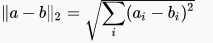 ‖a − b‖₂ = √∑ᵢ(aᵢ − bᵢ)²